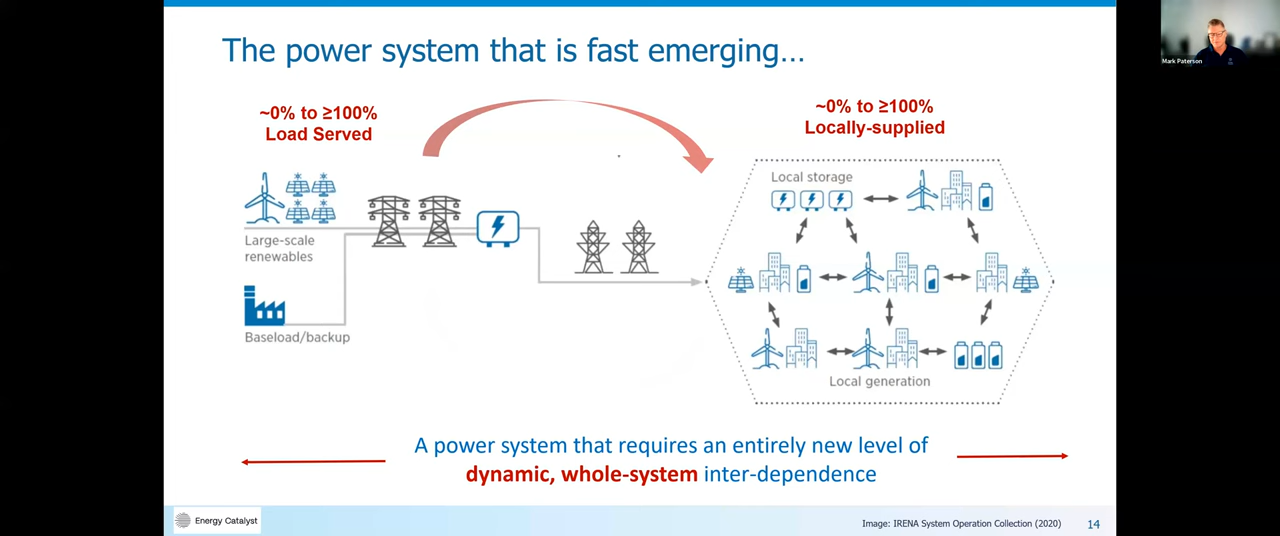 The power system that is fast emerging...
Mark Paterson
~0% to ≥100%
Load Served
~0% to ≥100%
Locally-supplied
Local storage
Large-scale
renewables
Baseload/backup
Local generation
A power system that requires an entirely new level of
dynamic, whole-system inter-dependence
Energy Catalyst
Image: IRENA System Operation Collection (2020)
14